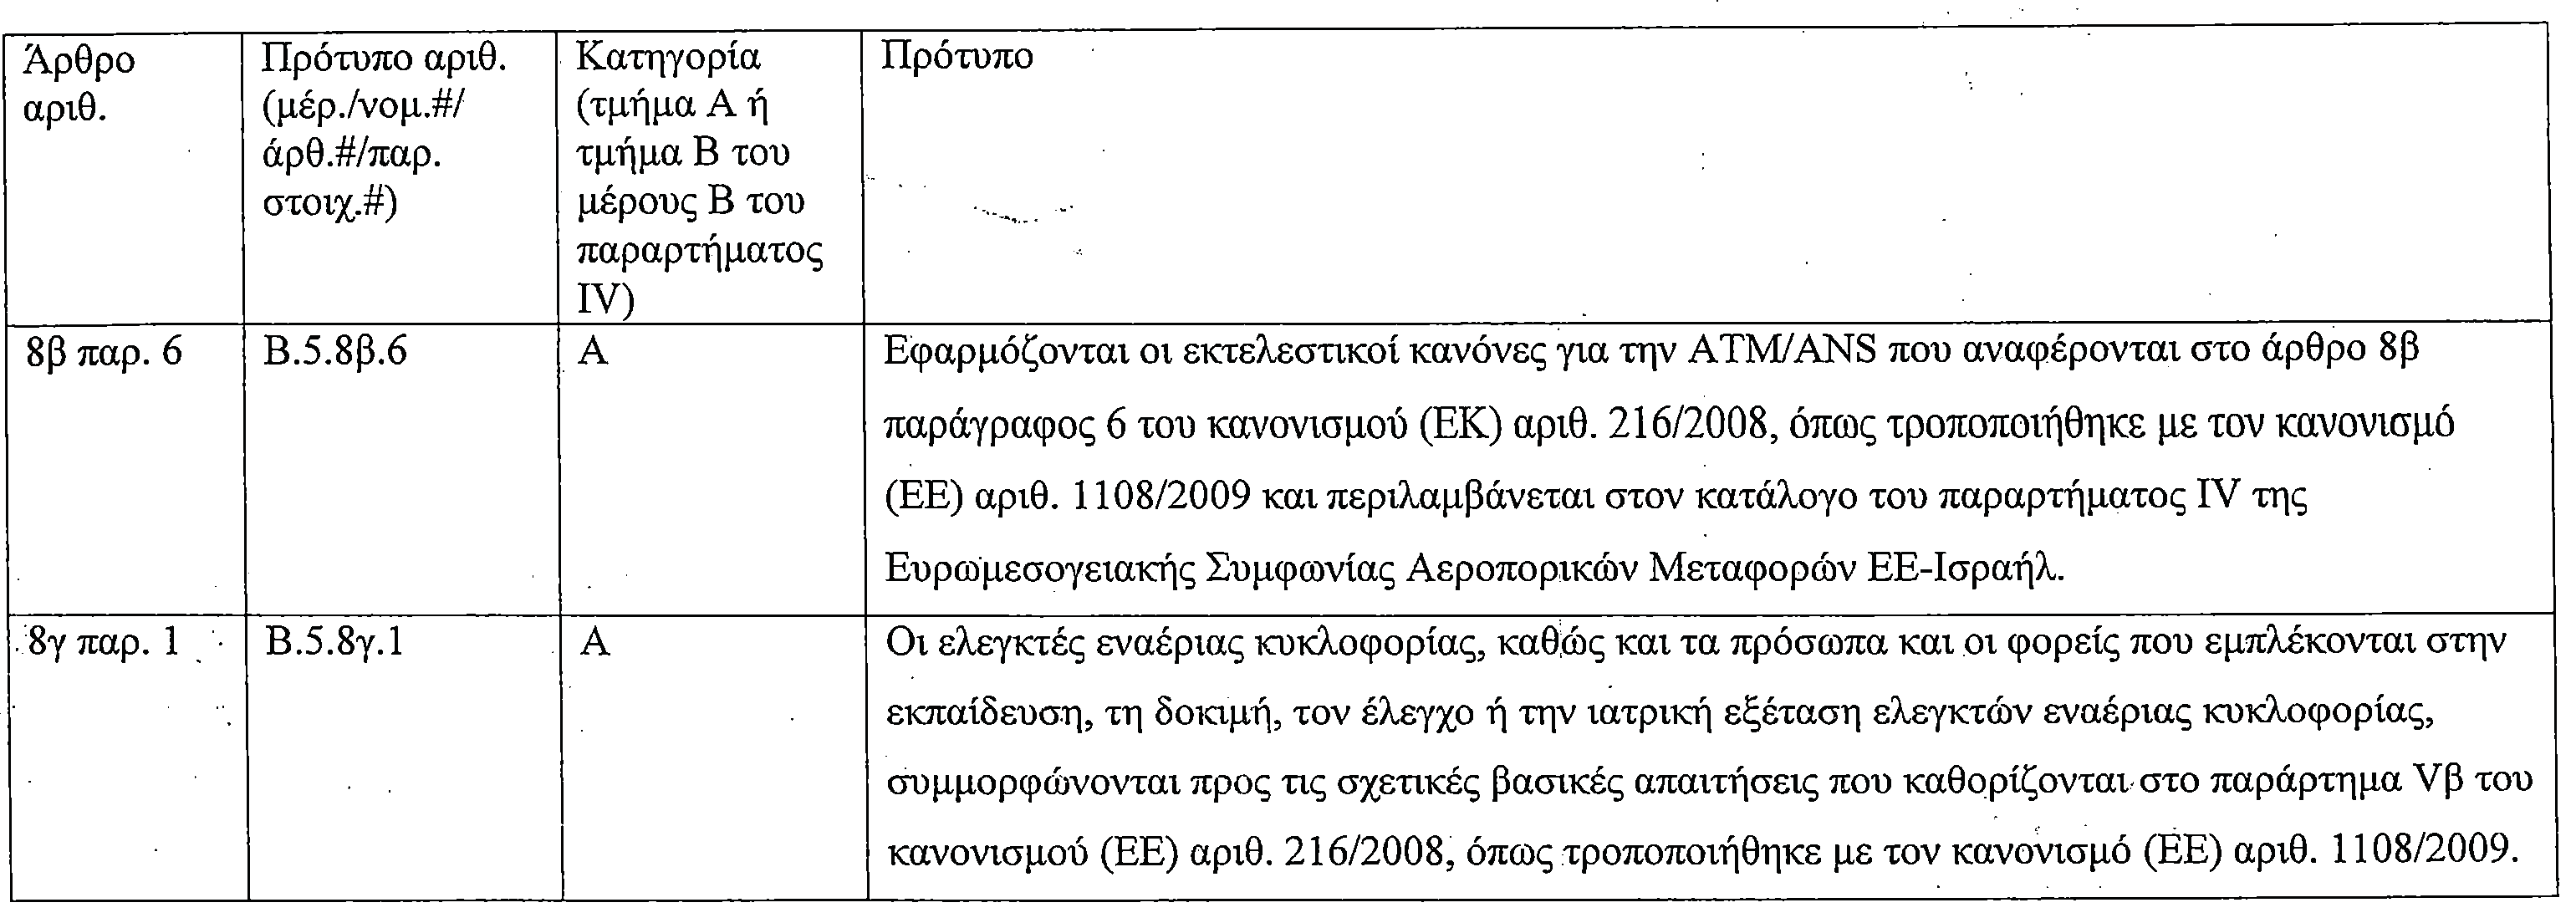 Άρθρο
αριθ.
Πρότυπο αριθ.
(μέρ./νομ.#/
άρθ.#/παρ.
στοιχ.#)
Κατηγορία
(τμήμα Α ή
τμήμα Β του
μέρους Β του
παραρτήματος
IV)
Πρότυπο
8β παρ. 6
Β.5.8β.6
Α
Εφαρμόζονται οι εκτελεστικοί κανόνες για την ATM/ANS που αναφέρονται στο άρθρο 8β
παράγραφος 6 του κανονισμού (ΕΚ) αριθ. 216/2008, όπως τροποποιήθηκε με τον κανονισμό
(ΕΕ) αριθ. 1108/2009 και περιλαμβάνεται στον κατάλογο του παραρτήματος IV της
Ευρωμεσογειακής Συμφωνίας Αεροπορικών Μεταφορών ΕΕ-Ισραήλ.
8γ παρ. 1
Β.5.8γ.1
Α
Οι ελεγκτές εναέριας κυκλοφορίας, καθώς και τα πρόσωπα και οι φορείς που εμπλέκονται στην
εκπαίδευση, τη δοκιμή, τον έλεγχο ή την ιατρική εξέταση ελεγκτών εναέριας κυκλοφορίας,
συμμορφώνονται προς τις σχετικές βασικές απαιτήσεις που καθορίζονται στο παράρτημα Vβ του
κανονισμού (ΕΕ) αριθ. 216/2008, όπως τροποποιήθηκε με τον κανονισμό (ΕΕ) αριθ. 1108/2009.